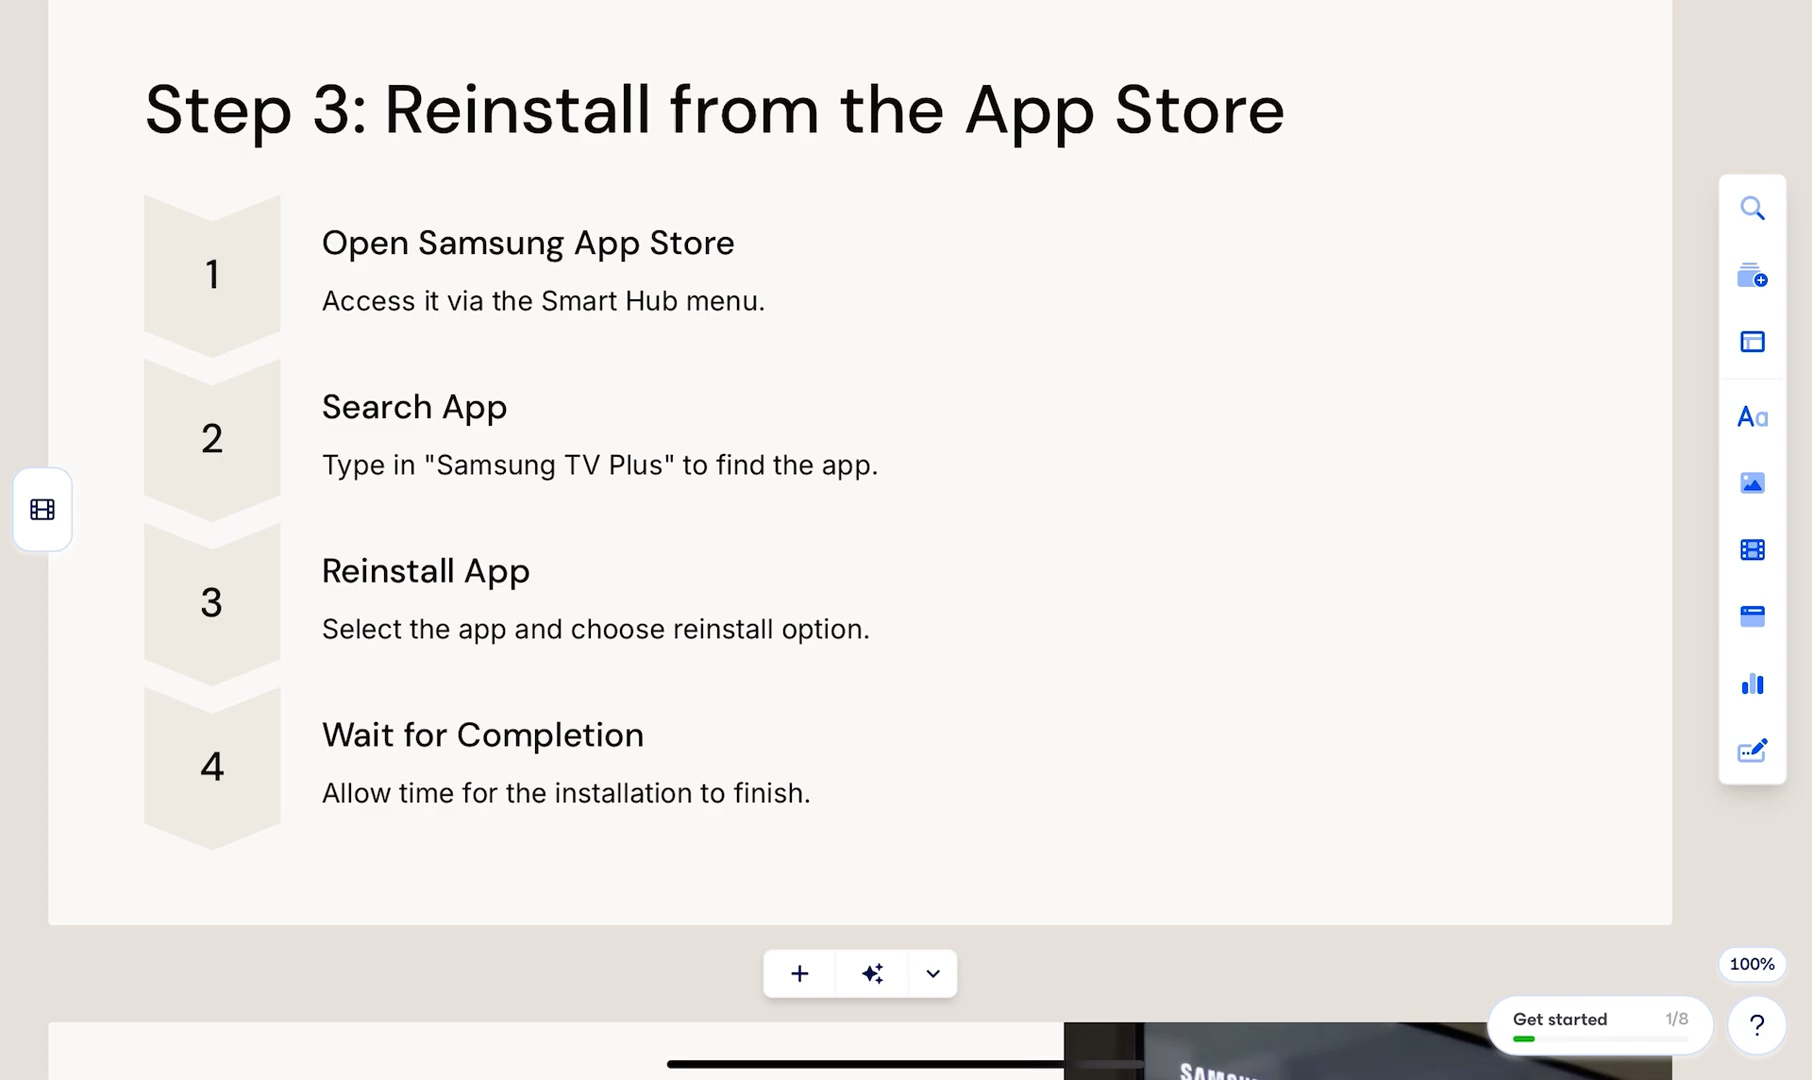 Step 3: Reinstall from the App Store
1
Open Samsung App Store
Access it via the Smart Hub menu.
2
Search App
Type in "Samsung TV Plus" to find the app.
3
Reinstall App
Select the app and choose reinstall option.
4
Wait for Completion
Allow time for the installation to finish.
Aa
100%
Get started 1/8
?